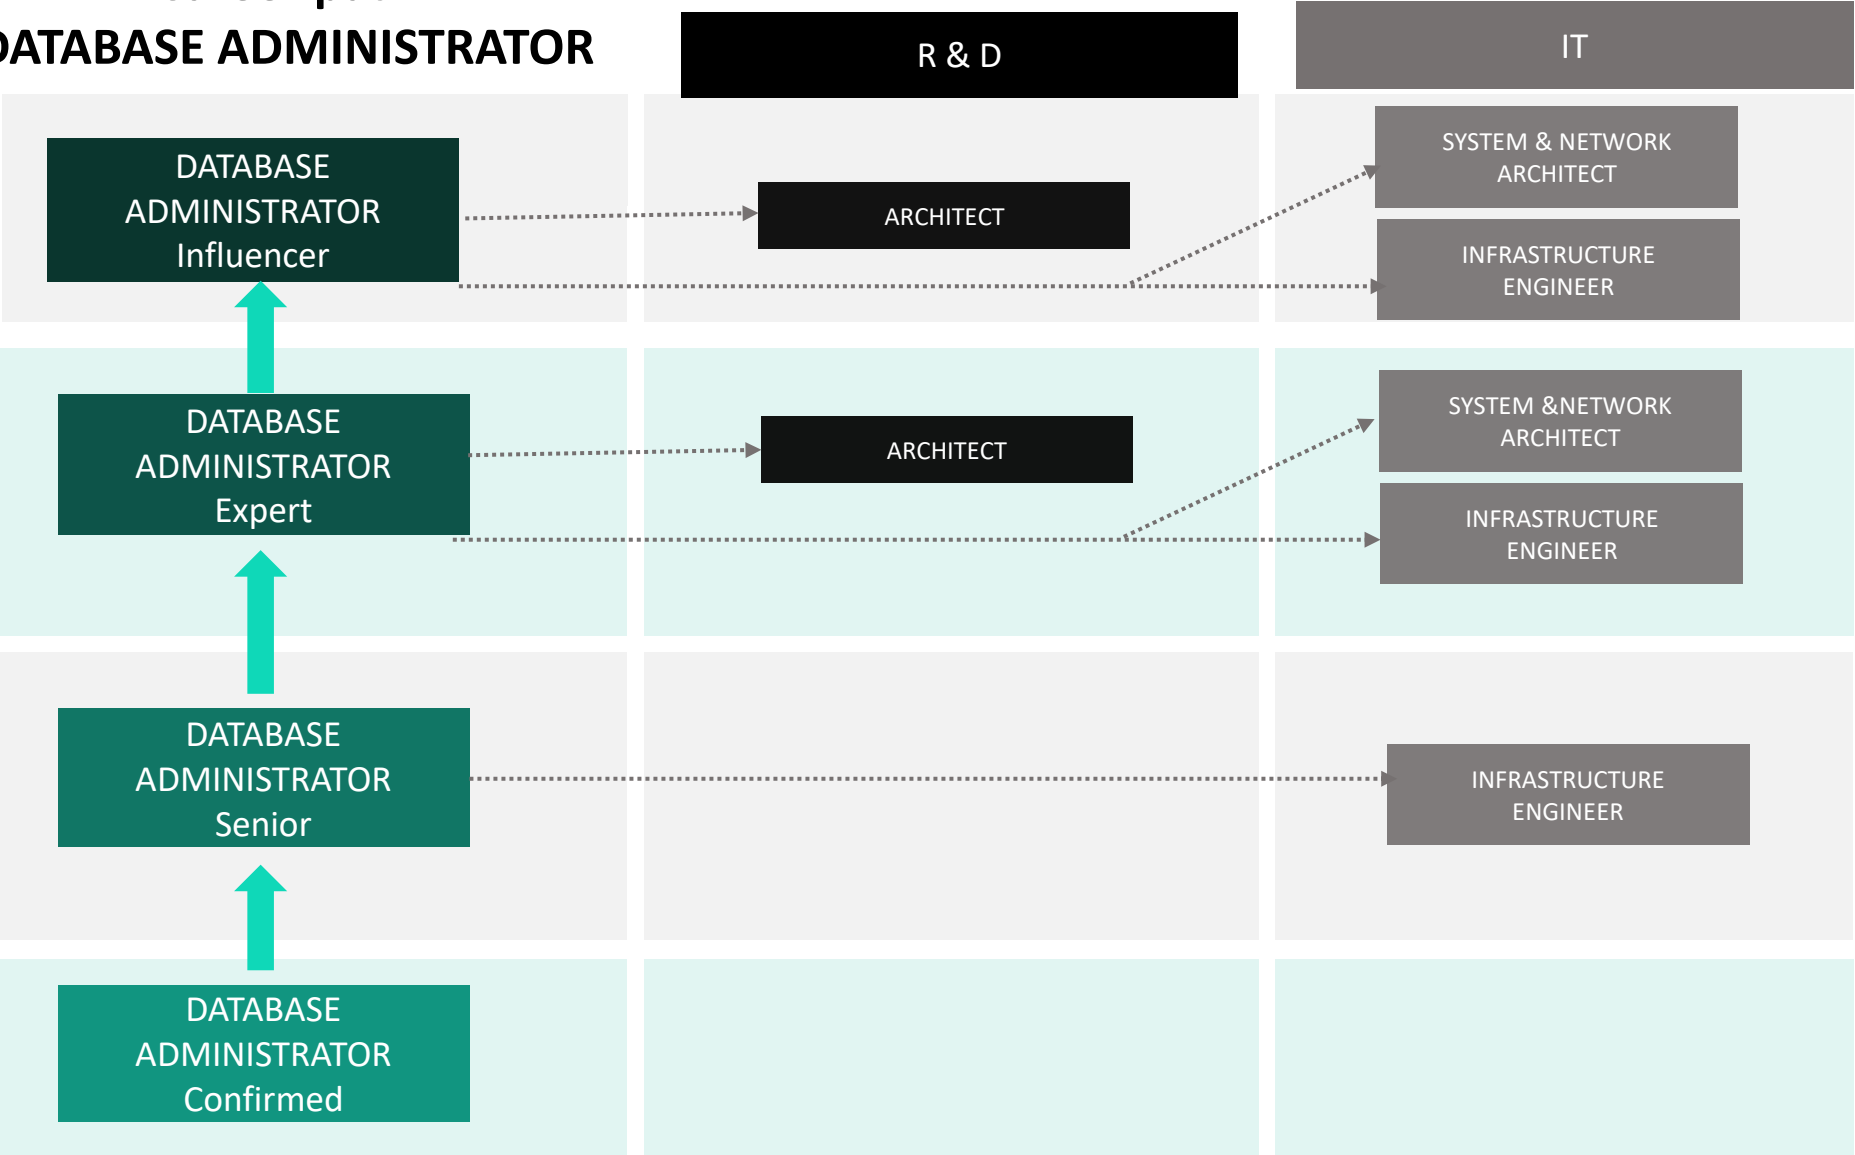 DATABASE ADMINISTRATOR
R & D
IT
DATABASE
ADMINISTRATOR
Influencer
ARCHITECT
SYSTEM & NETWORK
ARCHITECT
INFRASTRUCTURE
ENGINEER
DATABASE
ADMINISTRATOR
Expert
ARCHITECT
SYSTEM &NETWORK
ARCHITECT
INFRASTRUCTURE
ENGINEER
DATABASE
ADMINISTRATOR
Senior
INFRASTRUCTURE
ENGINEER
DATABASE
ADMINISTRATOR
Confirmed